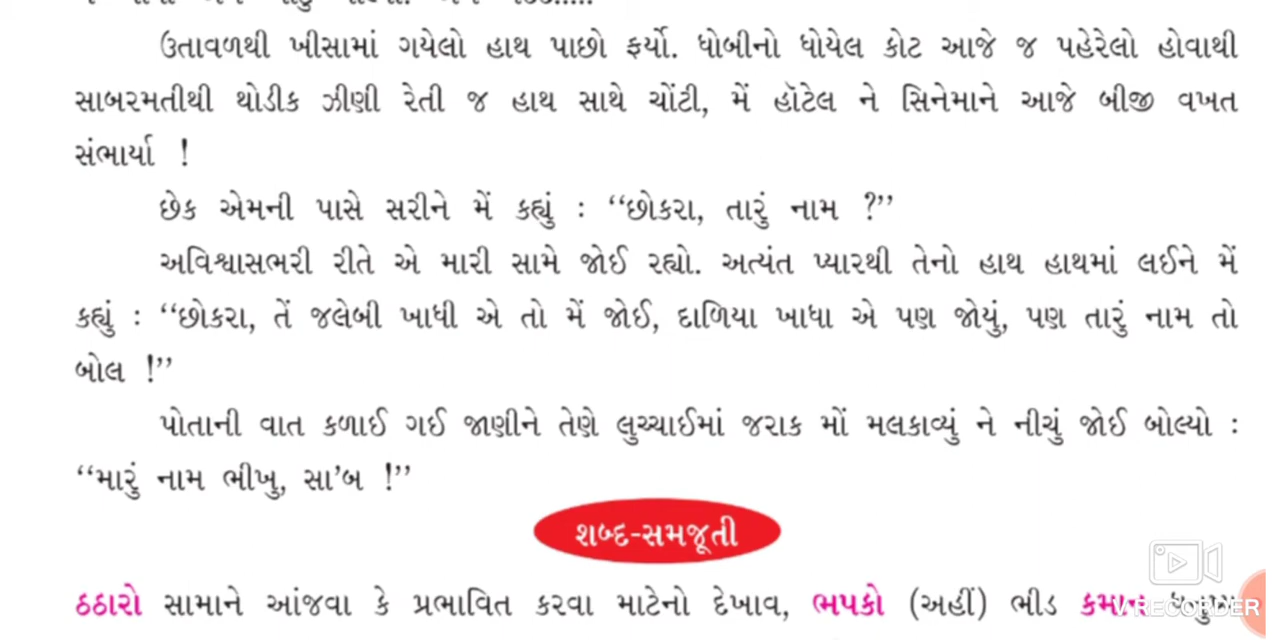 ઉતાવળથી ખીસામાં ગયેલો હાથ પાછો ફર્યો. ધોબીનો ધોયેલ કોટ આજે જ પહેરેલો હોવાથી
સાબરમતીથી થોડીક ઝીણી રેતી જ હાથ સાથે ચોંટી, મેં હૉટેલ ને સિનેમાને આજે બીજી વખત
સંભાર્યા !
છેક એમની પાસે સરીને મેં કહ્યું : “છોકરા, તારું નામ ?”
અવિશ્વાસભરી રીતે એ મારી સામે જોઈ રહ્યો. અત્યંત પ્યારથી તેનો હાથ હાથમાં લઈને મેં
કહ્યું : “છોકરા, તેં જલેબી ખાધી એ તો મેં જોઈ, દાળિયા ખાધા એ પણ જોયું, પણ તારું નામ તો
બોલ !”
પોતાની વાત કળાઈ ગઈ જાણીને તેણે લુચ્ચાઈમાં જરાક મોં મલકાવ્યું ને નીચું જોઈ બોલ્યો :
“મારું નામ ભીખુ, સા'બ !”
શબ્દ-સમજૂતી
ઠઠારો સામાને આંજવા કે પ્રભાવિત કરવા માટેનો દેખાવ, ભપકો (અહીં) ભીડ કમાન
V RECORDER